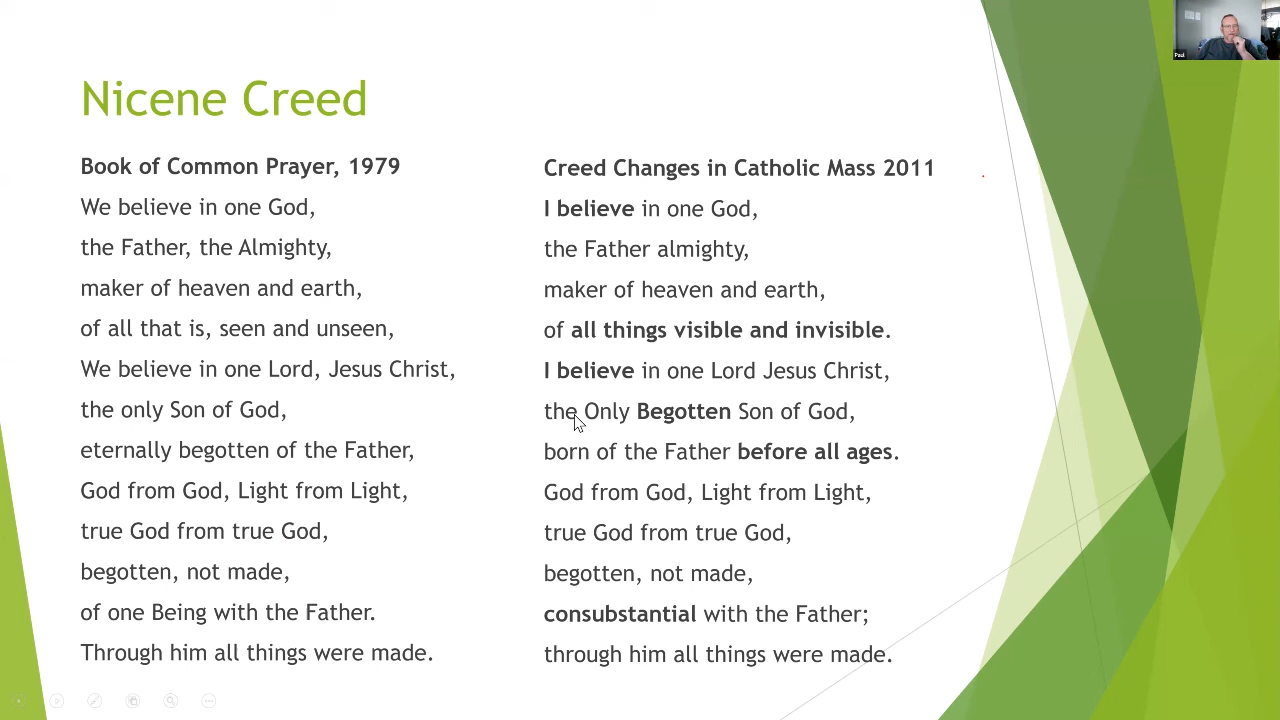 Nicene Creed
Book of Common Prayer, 1979
We believe in one God,
the Father, the Almighty,
maker of heaven and earth,
of all that is, seen and unseen,
We believe in one Lord, Jesus Christ,
the only Son of God,
eternally begotten of the Father,
God from God, Light from Light,
true God from true God,
begotten, not made,
of one Being with the Father.
Through him all things were made.
Creed Changes in Catholic Mass 2011
I believe in one God,
the Father almighty,
maker of heaven and earth,
of all things visible and invisible.
I believe in one Lord Jesus Christ,
the Only Begotten Son of God,
born of the Father before all ages.
God from God, Light from Light,
true God from true God,
begotten, not made,
consubstantial with the Father;
through him all things were made.
Paul